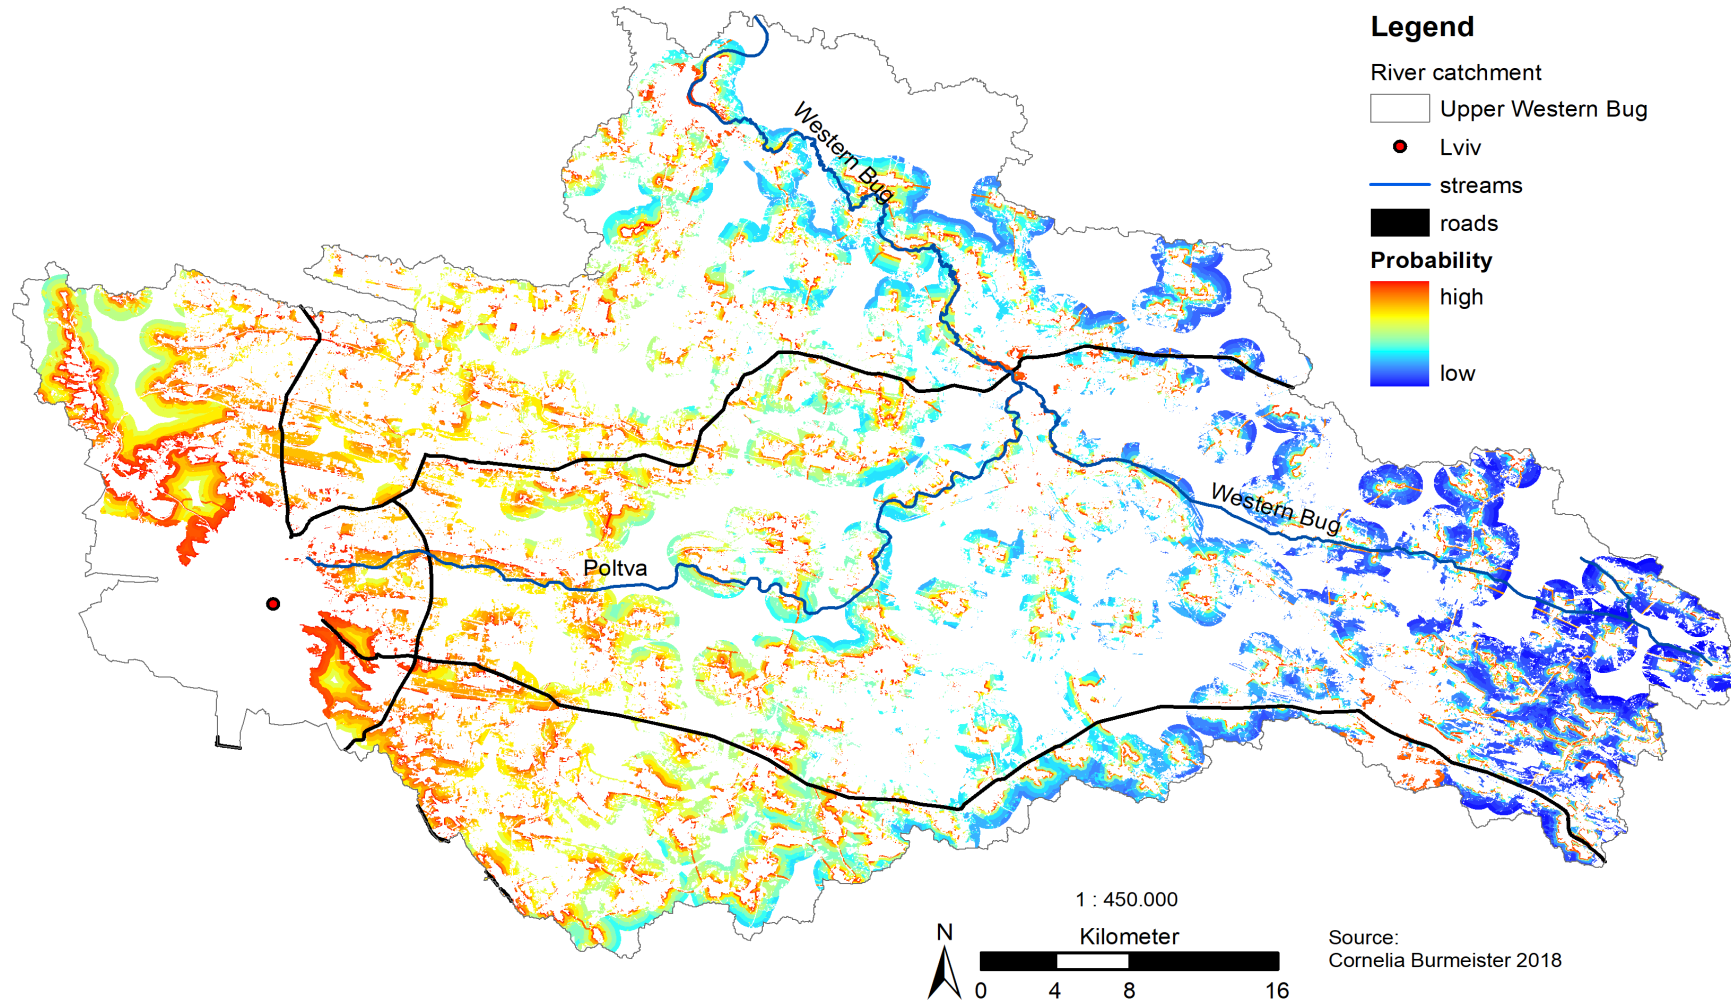 Legend
River catchment
Upper Western Bug
Lviv
streams
roads
Probability
high
low
Western Bug
Western Bug
Poltva
1 : 450.000
N
Kilometer
0 4 8 16
Source:
Cornelia Burmeister 2018